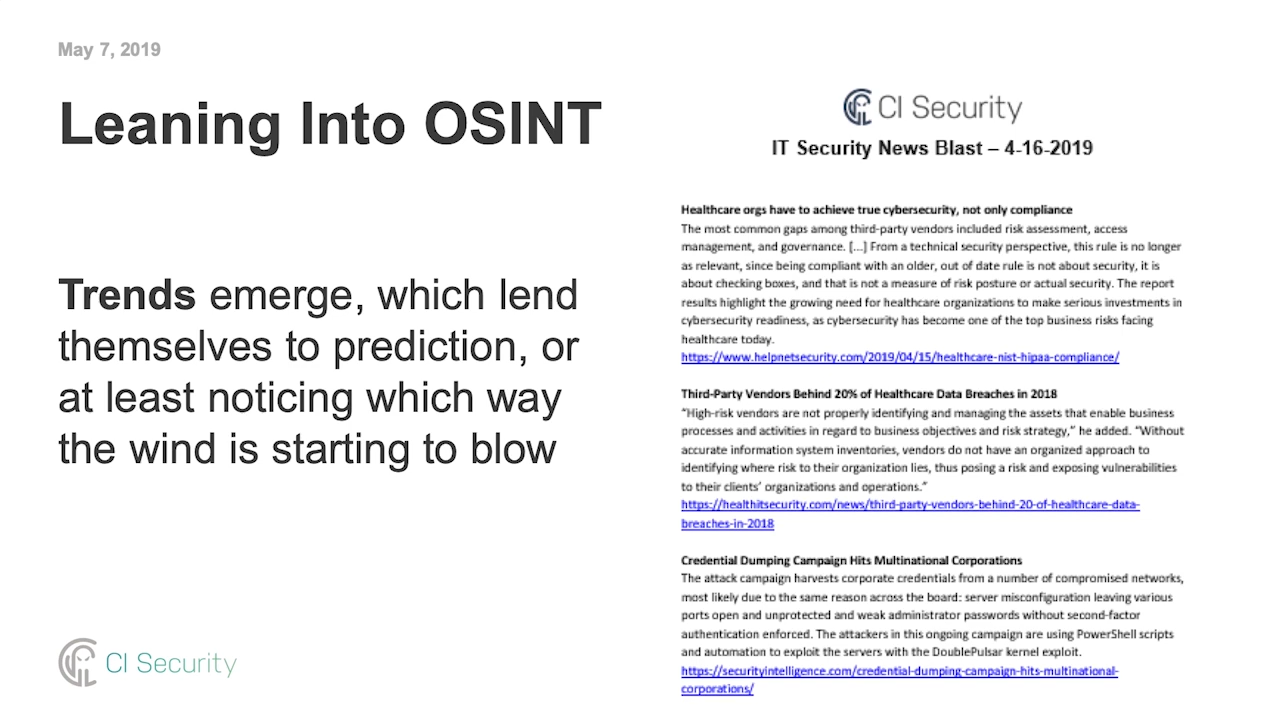 May 7, 2019
Leaning Into OSINT
Trends emerge, which lend
themselves to prediction, or
at least noticing which way
the wind is starting to blow
CI Security
CI Security
IT Security News Blast – 4-16-2019
Healthcare orgs have to achieve true cybersecurity, not only compliance
The most common gaps among third-party vendors included risk assessment, access
management, and governance. [...] From a technical security perspective, this rule is no longer
as relevant, since being compliant with an older, out of date rule is not about security, it is
about checking boxes, and that is not a measure of risk posture or actual security. The report
results highlight the growing need for healthcare organizations to make serious investments in
cybersecurity readiness, as cybersecurity has become one of the top business risks facing
healthcare today.
https://www.helpnetsecurity.com/2019/04/15/healthcare-nist-hipaa-compliance/
Third-Party Vendors Behind 20% of Healthcare Data Breaches in 2018
“High-risk vendors are not properly identifying and managing the assets that enable business
processes and activities in regard to business objectives and risk strategy,” he added. “Without
accurate information system inventories, vendors do not have an organized approach to
identifying where risk to their organization lies, thus posing a risk and exposing vulnerabilities
to their clients’ organizations and operations.”
https://healthitsecurity.com/news/third-party-vendors-behind-20-of-healthcare-data-
breaches-in-2018
Credential Dumping Campaign Hits Multinational Corporations
The attack campaign harvests corporate credentials from a number of compromised networks,
most likely due to the same reason across the board: server misconfiguration leaving various
ports open and unprotected and weak administrator passwords without second-factor
authentication enforced. The attackers in this ongoing campaign are using PowerShell scripts
and automation to exploit the servers with the DoublePulsar kernel exploit.
https://securityintelligence.com/credential-dumping-campaign-hits-multinational-
corporations/